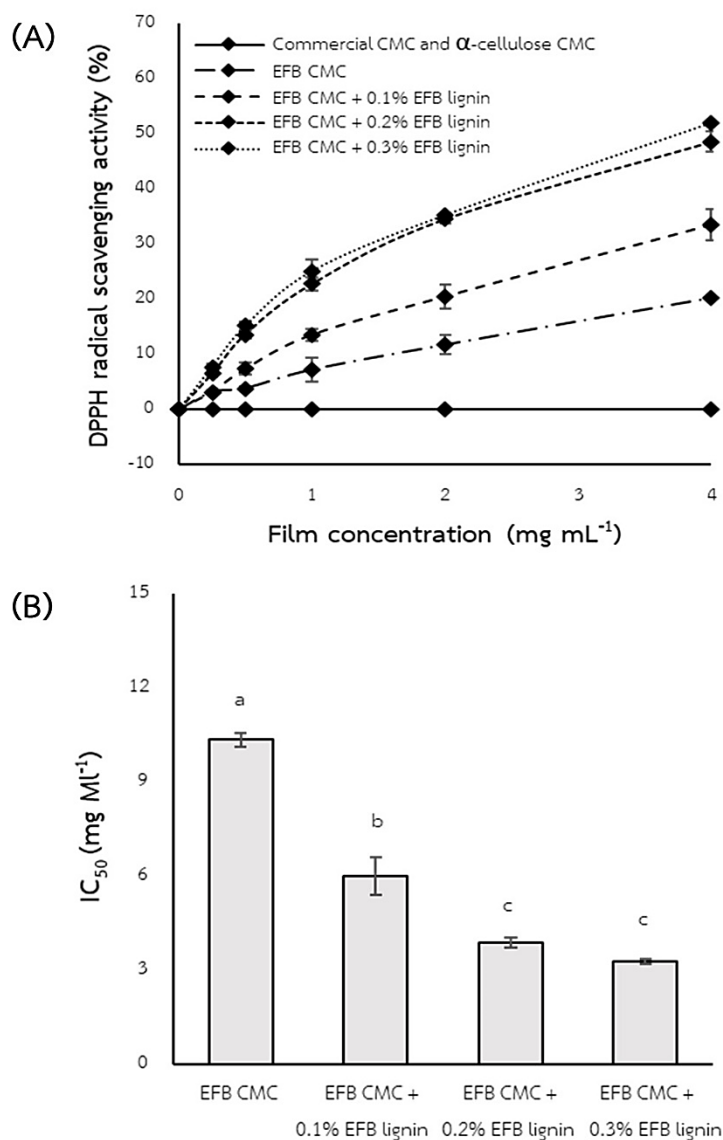 (A)
70
60
50
40
30
20
10
0
-10
DPPH radical scavenging activity (%)
Commercial CMC and α-cellulose CMC
EFB CMC
EFB CMC + 0.1% EFB lignin
EFB CMC + 0.2% EFB lignin
EFB CMC + 0.3% EFB lignin
0 1 2 3 4
Film concentration (mg mL⁻¹)
(B)
15
12
9
6
3
0
IC₅₀ (mg Ml⁻¹)
a
b
c
c
EFB CMC EFB CMC + EFB CMC + EFB CMC +
0.1% EFB lignin 0.2% EFB lignin 0.3% EFB lignin